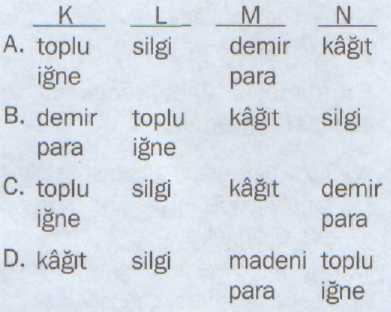 K L M N
A. toplu silgi demir kâğıt
iğne para
B. demir toplu kâğıt silgi
para iğne
C. toplu silgi kâğıt demir
iğne para
D. kâğıt silgi madeni toplu
para iğne